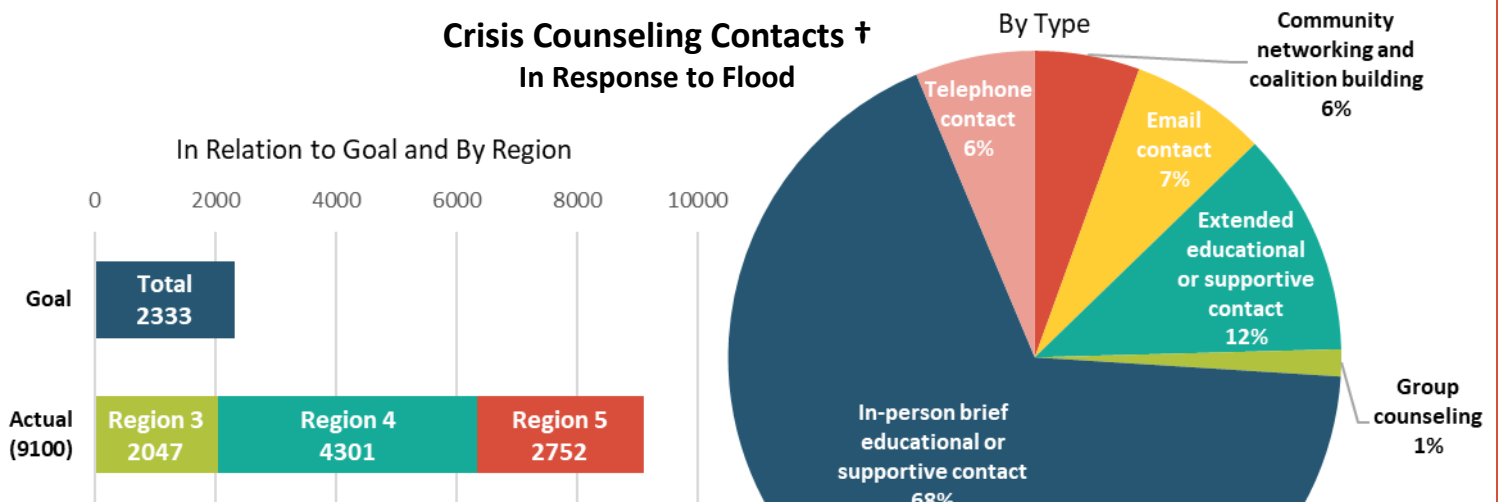 Crisis Counseling Contacts †
In Response to Flood
In Relation to Goal and By Region
0 2000 4000 6000 8000 10000
Goal
Total
2333
Actual
(9100)
Region 3
2047
Region 4
4301
Region 5
2752
By Type
Community
networking and
coalition building
6%
Telephone
contact
6%
Email
contact
7%
Extended
educational
or supportive
contact
12%
Group
counseling
1%
In-person brief
educational or
supportive contact
68%